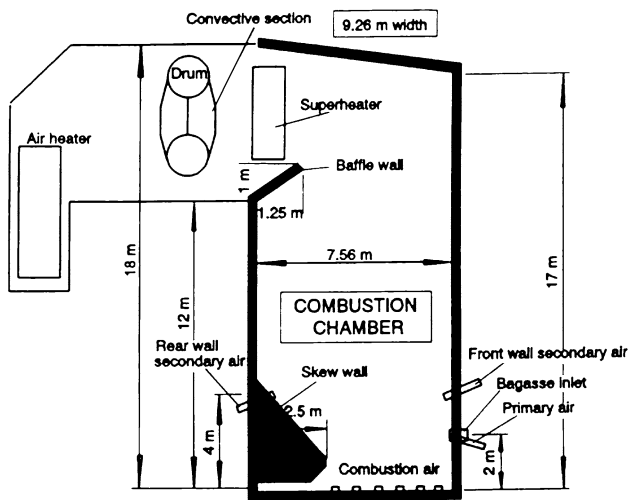 Convective section
9.26 m width
Drum
Superheater
Air heater
Baffle wall
1 m
1.25 m
18 m
7.56 m
17 m
12 m
COMBUSTION
CHAMBER
Rear wall
secondary air
Skew wall
Front wall secondary air
Bagasse inlet
Primary air
2.5 m
4 m
Combustion air
2 m